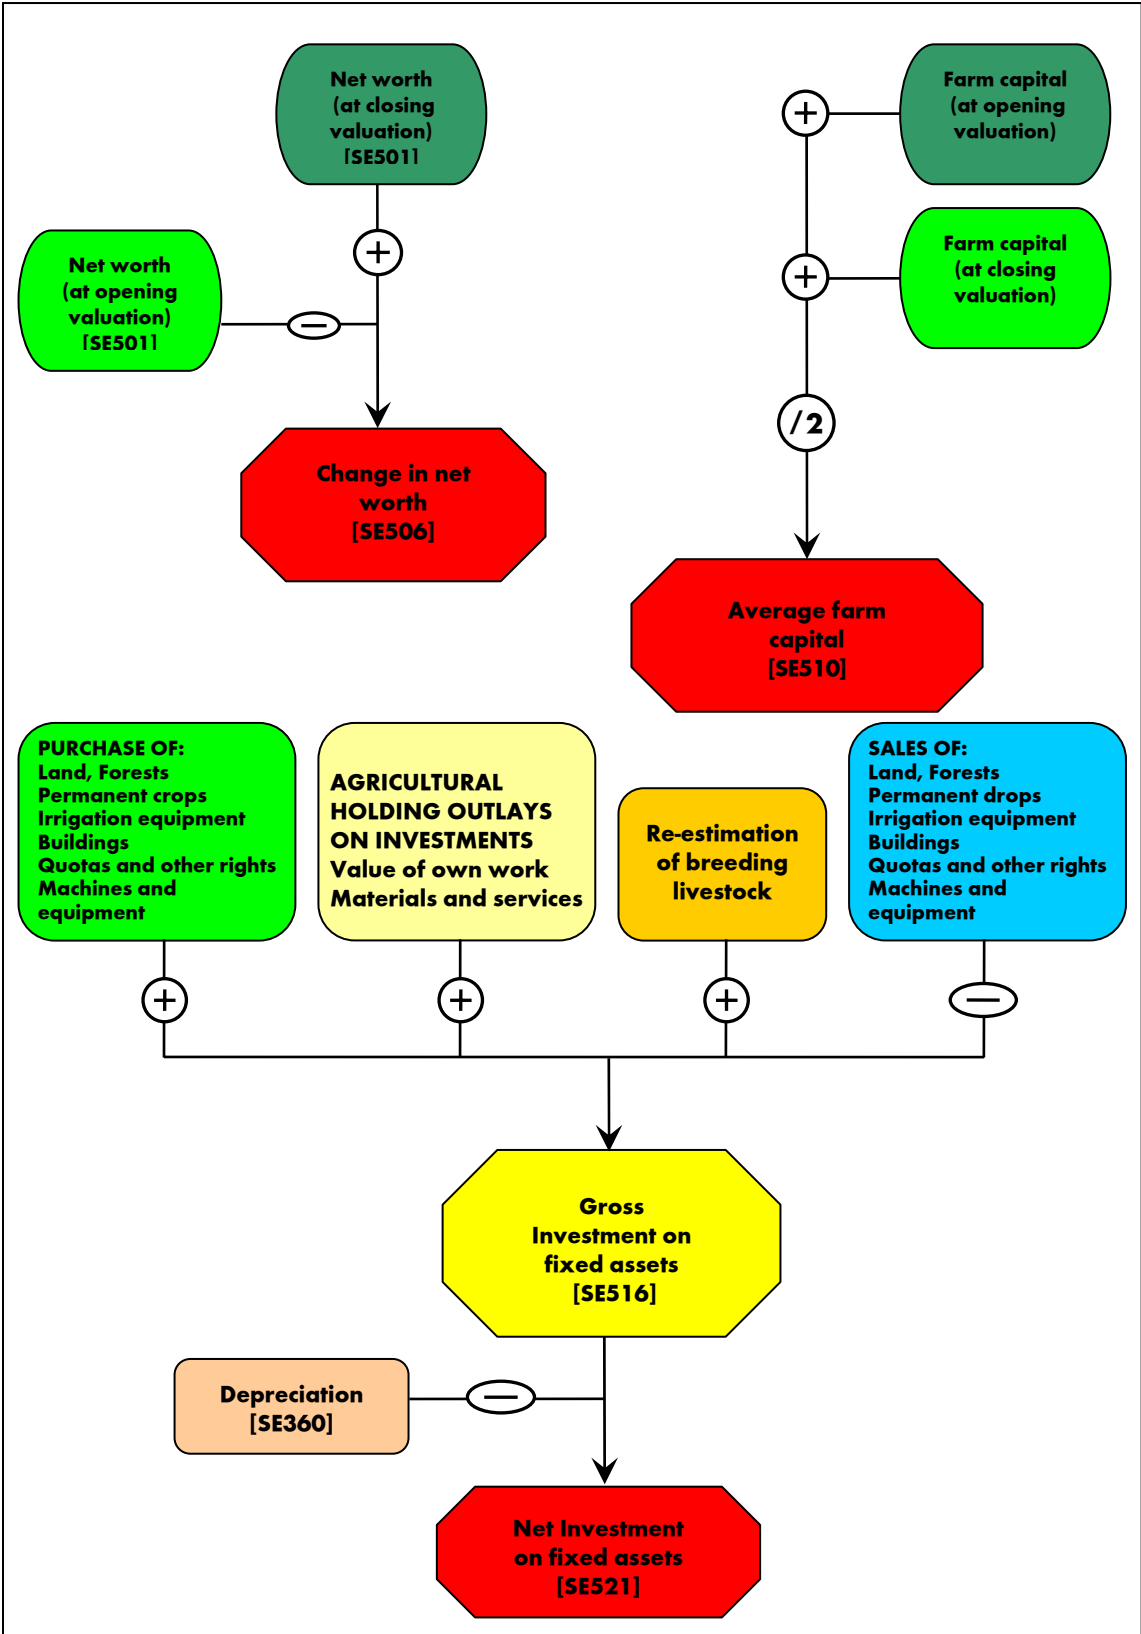 Net worth
(at closing
valuation)
[SE501]
+
Farm capital
(at opening
valuation)
+
Net worth
(at opening
valuation)
[SE501]
—
Farm capital
(at closing
valuation)
+
/2
Change in net
worth
[SE506]
Average farm
capital
[SE510]
PURCHASE OF:
Land, Forests
Permanent crops
Irrigation equipment
Buildings
Quotas and other rights
Machines and
equipment
AGRICULTURAL
HOLDING OUTLAYS
ON INVESTMENTS
Value of own work
Materials and services
Re-estimation
of breeding
livestock
SALES OF:
Land, Forests
Permanent drops
Irrigation equipment
Buildings
Quotas and other rights
Machines and
equipment
+
+
+
—
Gross
Investment on
fixed assets
[SE516]
Depreciation
[SE360]
—
Net Investment
on fixed assets
[SE521]